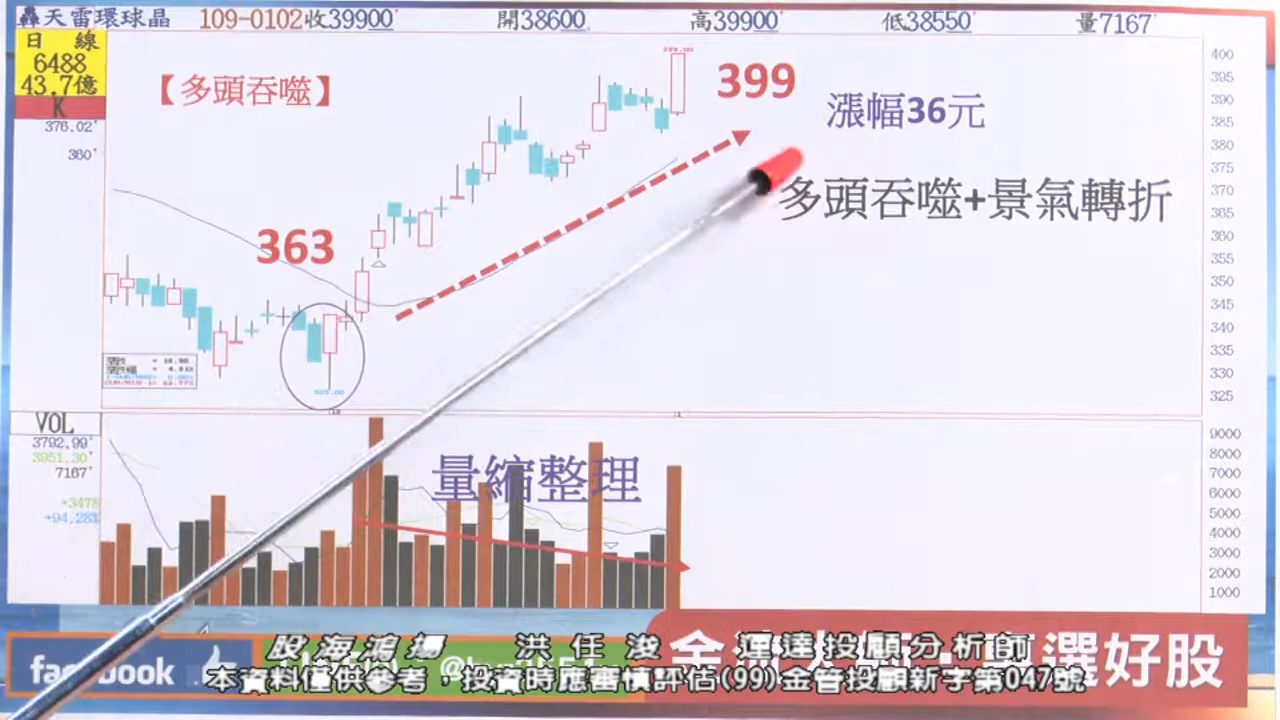 轟天雷環球晶 109-0102收39900' 開38600 高39900' 低38550' 量7167'
日 線
6488
43.7億
K
376.02'
360'
【多頭吞噬】
399.00
399
漲幅36元
多頭吞噬+景氣轉折
363
400
395
390
385
380
375
370
365
360
355
350
345
340
335
330
325
VOL
3792.99'
3951.30'
7167'
+3478
+94.28%
量縮整理
9000
8000
7000
6000
5000
4000
3000
2000
1000
facebook
選好股
股海鴻揚 洪任浚 運達投顧分析師
本資料僅供參考，投資時應審慎評估(99)金管投顧新字第047號